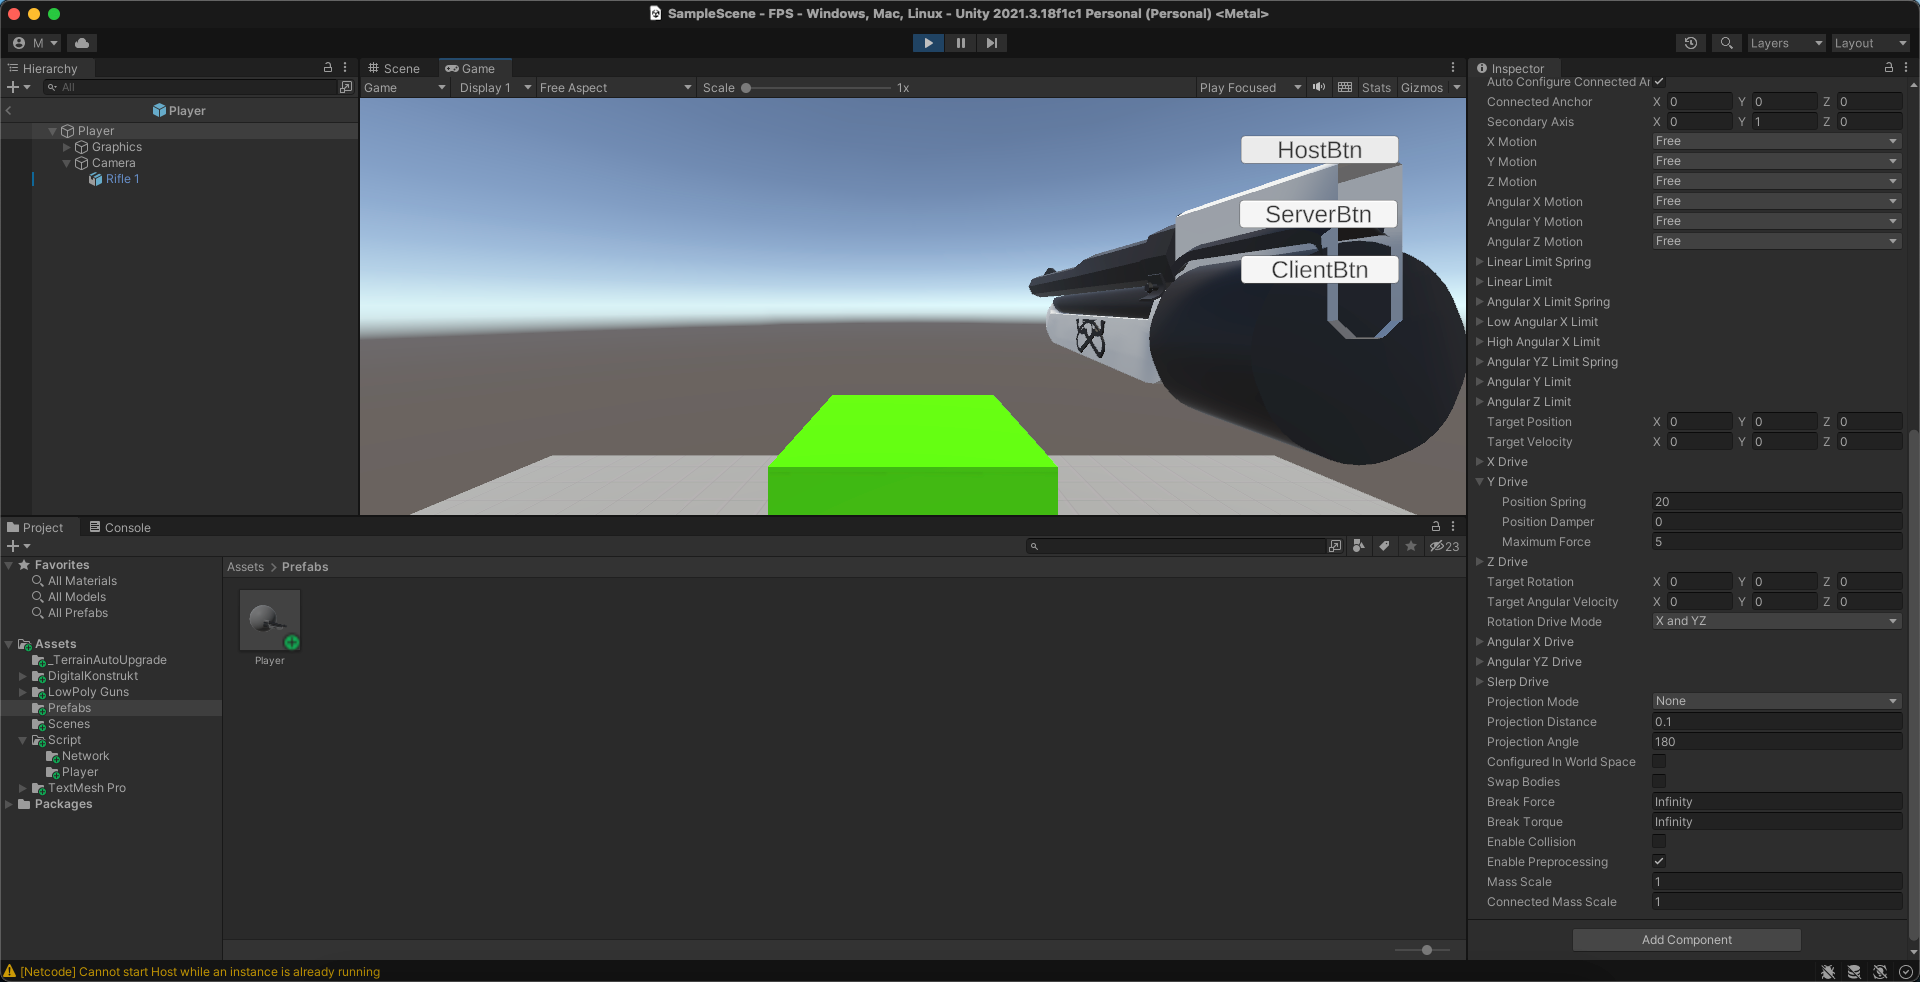 SampleScene - FPS - Windows, Mac, Linux - Unity 2021.3.18f1c1 Personal (Personal) <Metal>
M
Layers
Layout
Hierarchy
All
Player
Player
Graphics
Camera
Rifle 1
Scene
Game
Game
Display 1
Free Aspect
Scale
1x
Play Focused
Stats
Gizmos
HostBtn
ServerBtn
ClientBtn
Inspector
Auto Configure Connected Ar
Connected Anchor X 0 Y 0 Z 0
Secondary Axis X 0 Y 1 Z 0
X Motion Free
Y Motion Free
Z Motion Free
Angular X Motion Free
Angular Y Motion Free
Angular Z Motion Free
Linear Limit Spring
Linear Limit
Angular X Limit Spring
Low Angular X Limit
High Angular X Limit
Angular YZ Limit Spring
Angular Y Limit
Angular Z Limit
Target Position X 0 Y 0 Z 0
Target Velocity X 0 Y 0 Z 0
X Drive
Y Drive
Position Spring 20
Position Damper 0
Maximum Force 5
Z Drive
Target Rotation X 0 Y 0 Z 0
Target Angular Velocity X 0 Y 0 Z 0
Rotation Drive Mode X and YZ
Angular X Drive
Angular YZ Drive
Slerp Drive
Projection Mode None
Projection Distance 0.1
Projection Angle 180
Configured In World Space
Swap Bodies
Break Force Infinity
Break Torque Infinity
Enable Collision
Enable Preprocessing
Mass Scale 1
Connected Mass Scale 1
Add Component
Project
Console
23
Favorites
All Materials
All Models
All Prefabs
Assets
_TerrainAutoUpgrade
DigitalKonstrukt
LowPoly Guns
Prefabs
Scenes
Script
Network
Player
TextMesh Pro
Packages
Assets > Prefabs
Player
[Netcode] Cannot start Host while an instance is already running